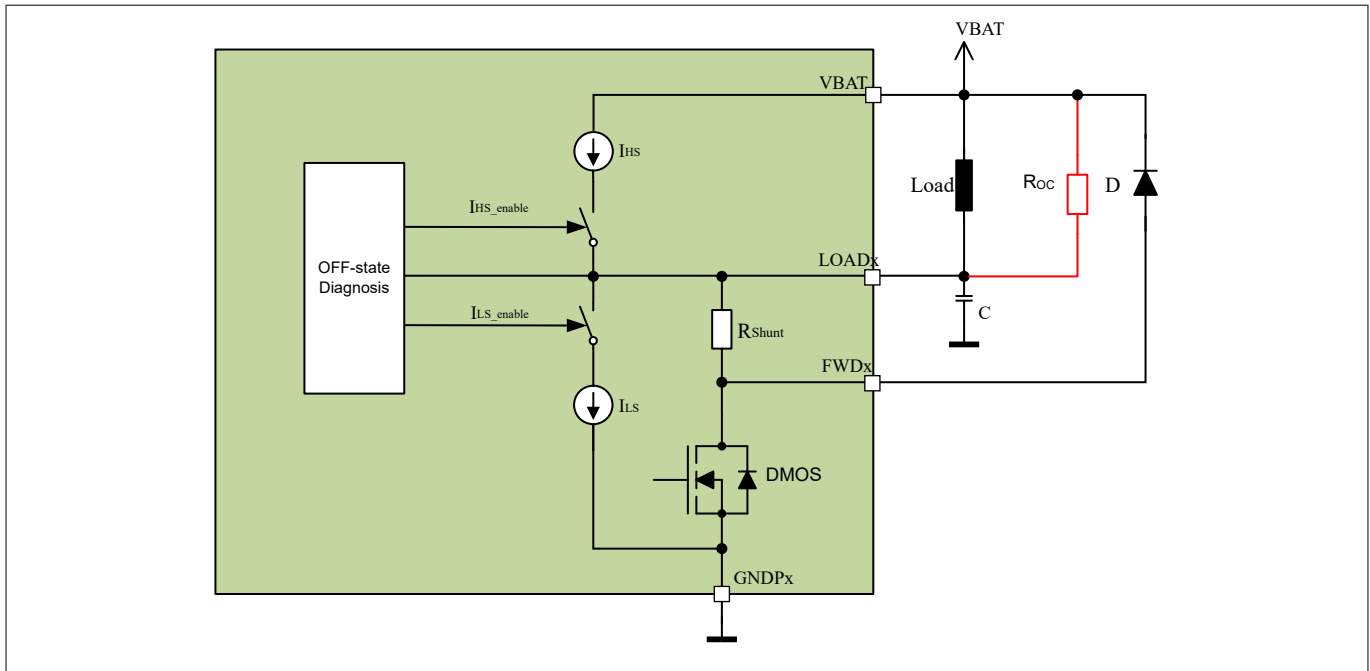 VBAT
VBAT
IHS
Load
ROC
D
IHS_enable
OFF-state
Diagnosis
LOADx
ILS_enable
RShunt
C
FWDx
ILS
DMOS
GNDPx